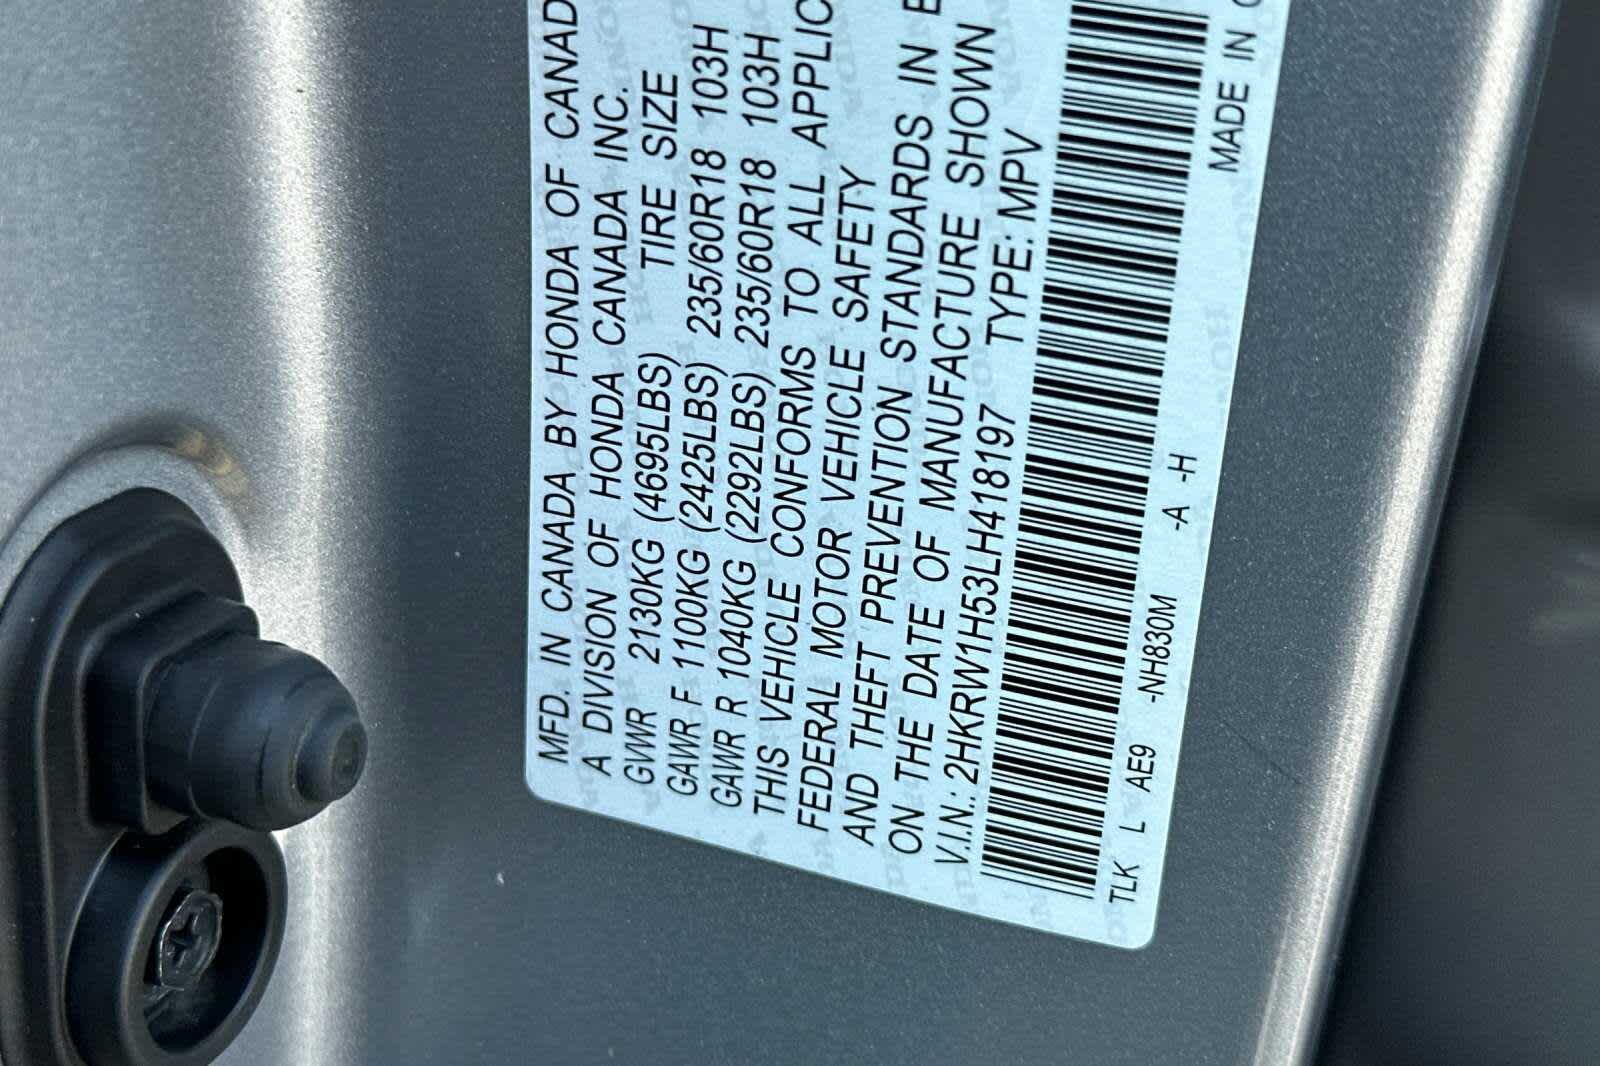 MFD. IN CANADA BY HONDA OF CANAD
A DIVISION OF HONDA CANADA INC.
GVWR 2130KG (4695LBS) TIRE SIZE
GAWR F 1100KG (2425LBS) 235/60R18 103H
GAWR R 1040KG (2292LBS) 235/60R18 103H
THIS VEHICLE CONFORMS TO ALL APPLIC
FEDERAL MOTOR VEHICLE SAFETY
AND THEFT PREVENTION STANDARDS IN E
ON THE DATE OF MANUFACTURE SHOWN
V.I.N.: 2HKRW1H53LH418197 TYPE: MPV
TLK L AE9 -NH830M -A -H MADE IN C